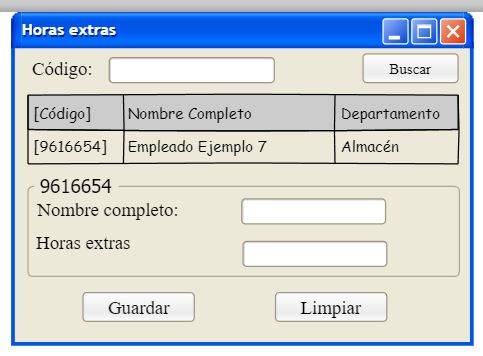 Horas extras
Código:
Buscar
[Código] Nombre Completo Departamento
[9616654] Empleado Ejemplo 7 Almacén
9616654
Nombre completo:
Horas extras
Guardar Limpiar